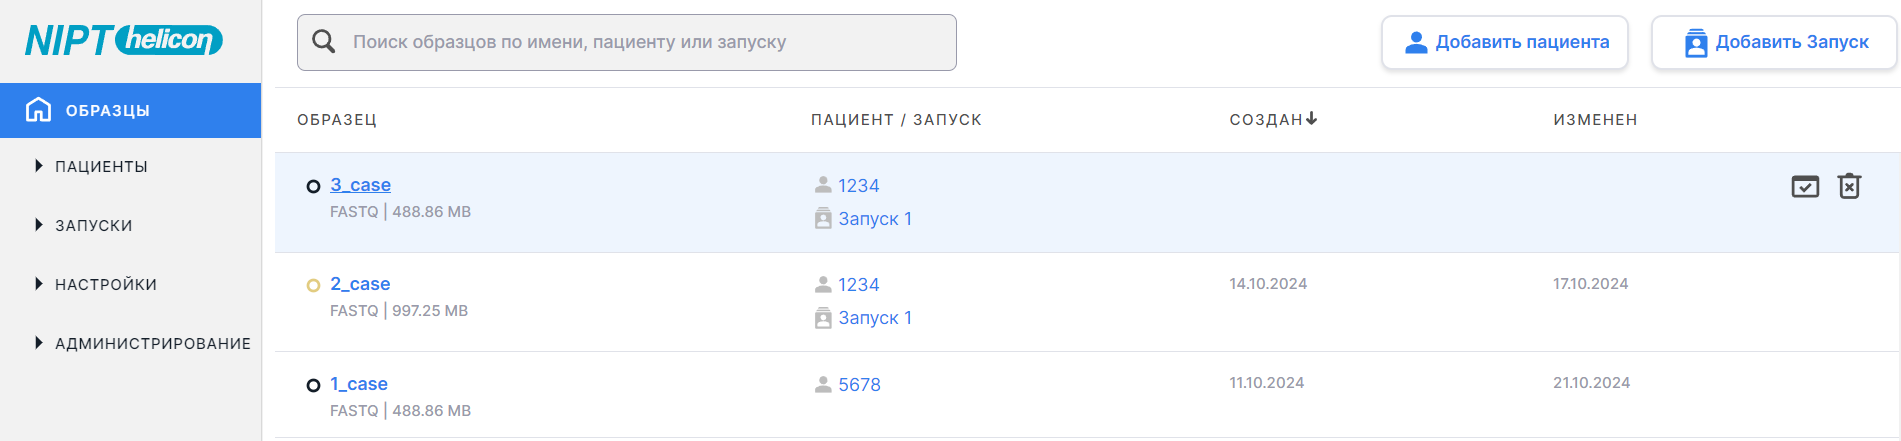 NIPT helicon
Поиск образцов по имени, пациенту или запуску
Добавить пациента
Добавить Запуск
ОБРАЗЦЫ
ПАЦИЕНТЫ
ЗАПУСКИ
НАСТРОЙКИ
АДМИНИСТРИРОВАНИЕ
ОБРАЗЕЦ ПАЦИЕНТ / ЗАПУСК СОЗДАН ИЗМЕНЕН
3_case 1234
FASTQ | 488.86 MB
Запуск 1
2_case 1234 14.10.2024 17.10.2024
FASTQ | 997.25 MB
Запуск 1
1_case 5678 11.10.2024 21.10.2024
FASTQ | 488.86 MB